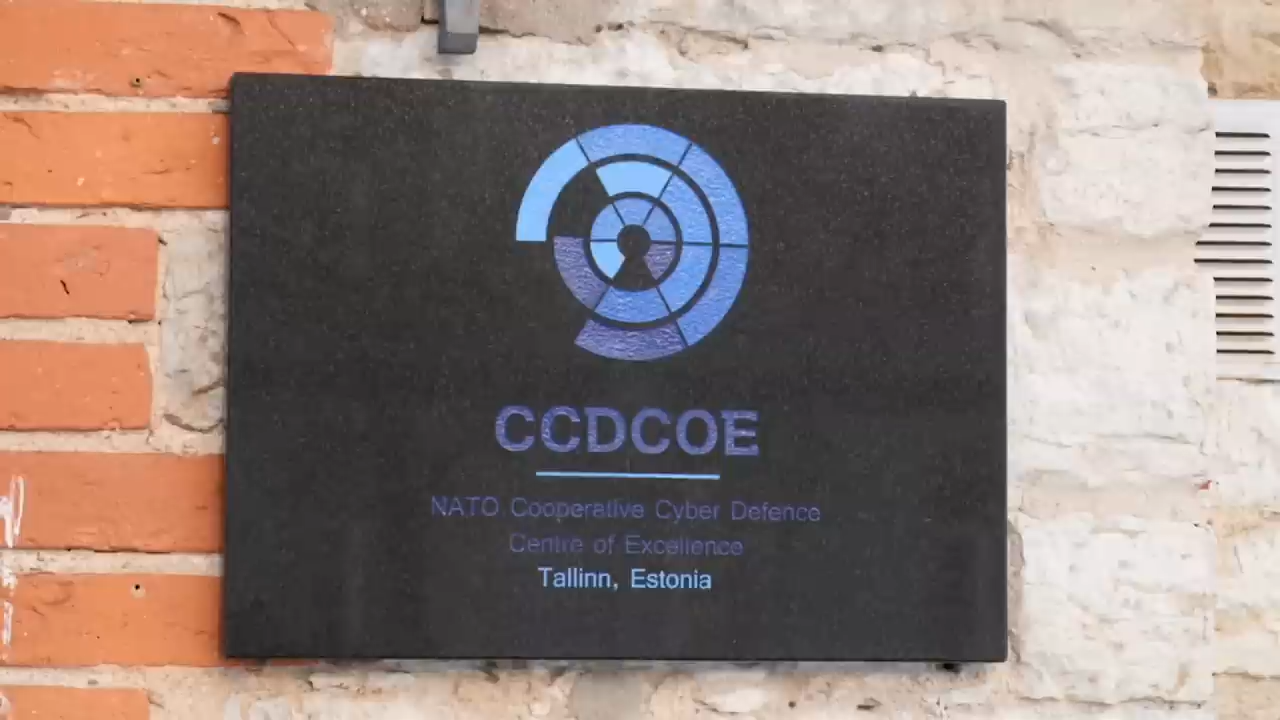 CCDCOE
NATO Cooperative Cyber Defence
Centre of Excellence
Tallinn, Estonia